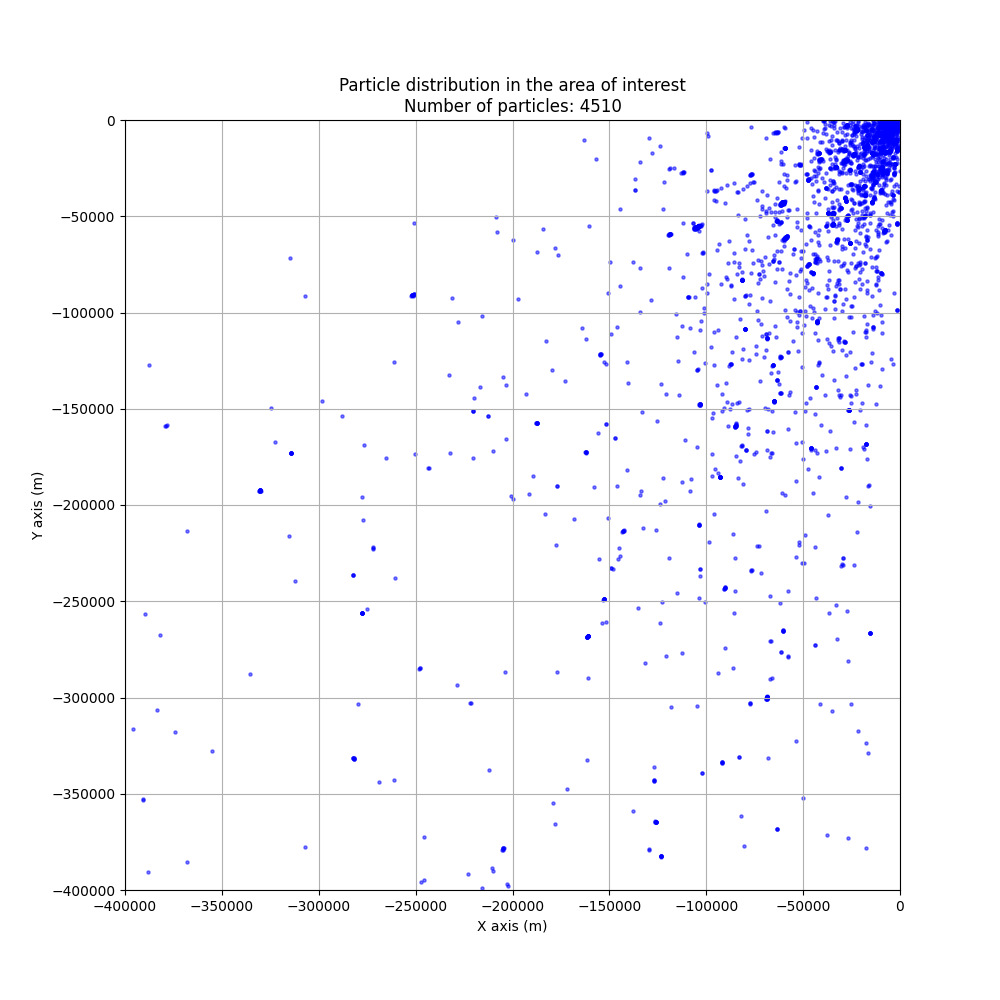 Particle distribution in the area of interest
Number of particles: 4510
0
−50000
−100000
−150000
−200000
−250000
−300000
−350000
−400000
Y axis (m)
−400000 −350000 −300000 −250000 −200000 −150000 −100000 −50000 0
X axis (m)